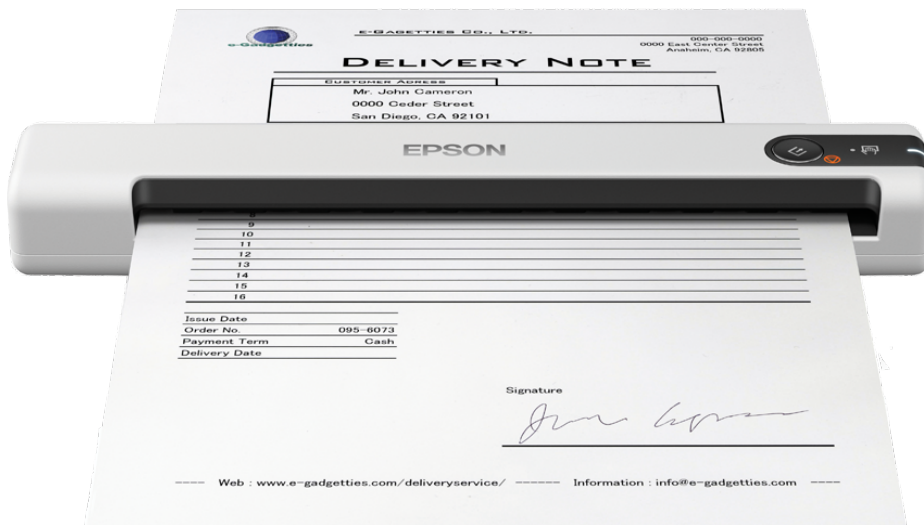 e-Gadgetties
E-GAGETTIES CO., LTD.
000-000-0000
0000 East Center Street
Anaheim, CA 92805
DELIVERY NOTE
CUSTOMER ADRESS
Mr. John Cameron
0000 Ceder Street
San Diego, CA 92101
EPSON
8
9
10
11
12
13
14
15
16
Issue Date
Order No. 095-6073
Payment Term Cash
Delivery Date
Signature
Web : www.e-gadgetties.com/deliveryservice/ Information : info@e-gadgetties.com